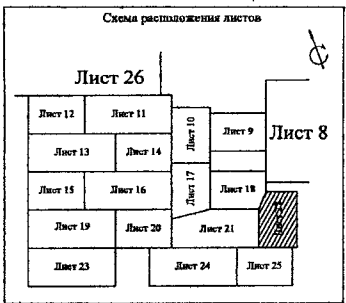 Схема расположения листов
Лист 26
Лист 12
Лист 11
Лист 10
Лист 9
Лист 8
Лист 13
Лист 14
Лист 15
Лист 16
Лист 17
Лист 18
Лист 19
Лист 20
Лист 21
Лист 23
Лист 24
Лист 25